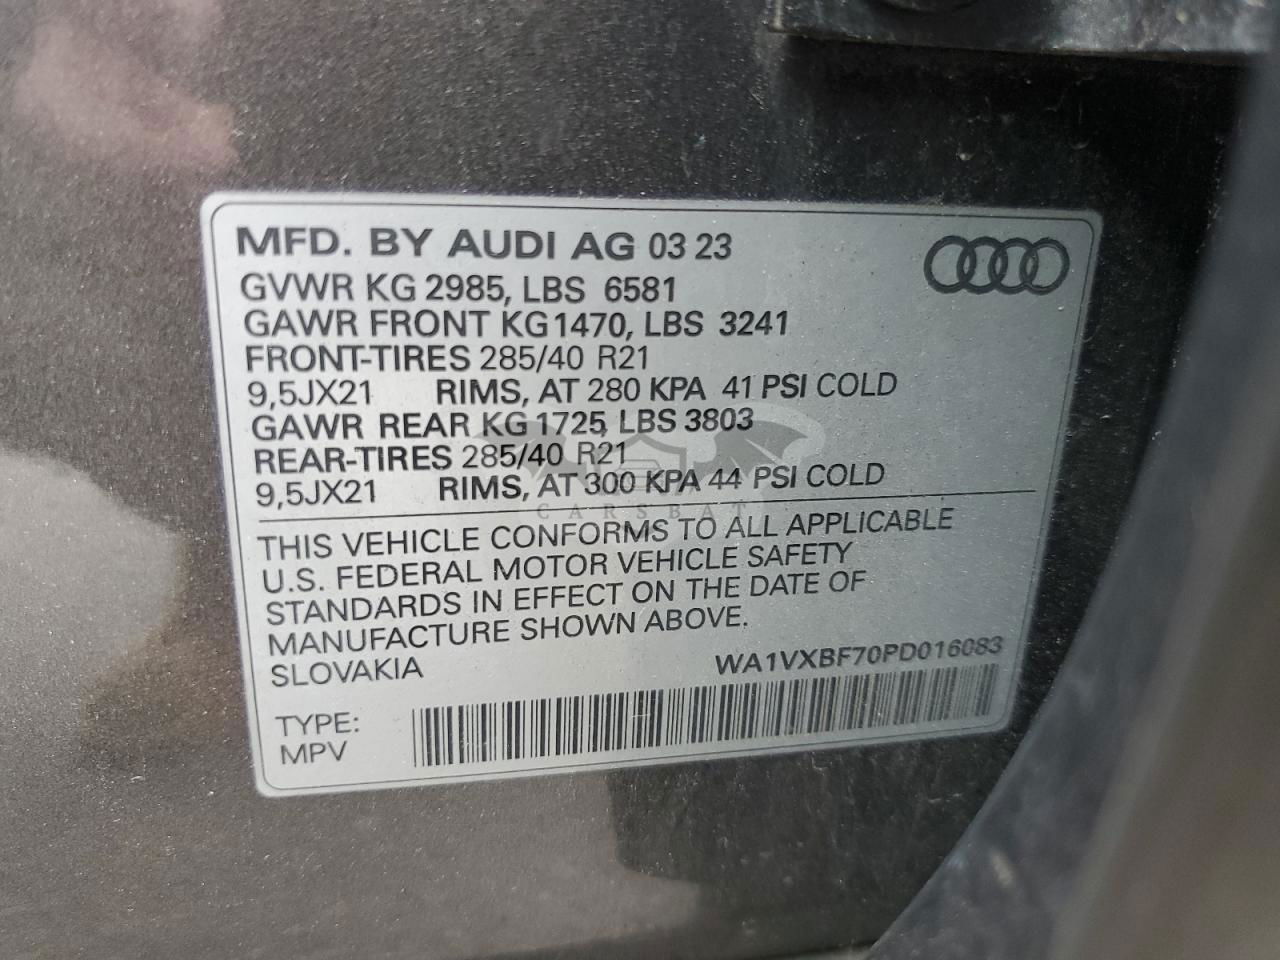 MFD. BY AUDI AG 03 23
GVWR KG 2985, LBS 6581
GAWR FRONT KG1470, LBS 3241
FRONT-TIRES 285/40 R21
9,5JX21 RIMS, AT 280 KPA 41 PSI COLD
GAWR REAR KG 1725, LBS 3803
REAR-TIRES 285/40 R21
9,5JX21 RIMS, AT 300 KPA 44 PSI COLD
CARSBAT
THIS VEHICLE CONFORMS TO ALL APPLICABLE
U.S. FEDERAL MOTOR VEHICLE SAFETY
STANDARDS IN EFFECT ON THE DATE OF
MANUFACTURE SHOWN ABOVE.
SLOVAKIA WA1VXBF70PD016083
TYPE:
MPV